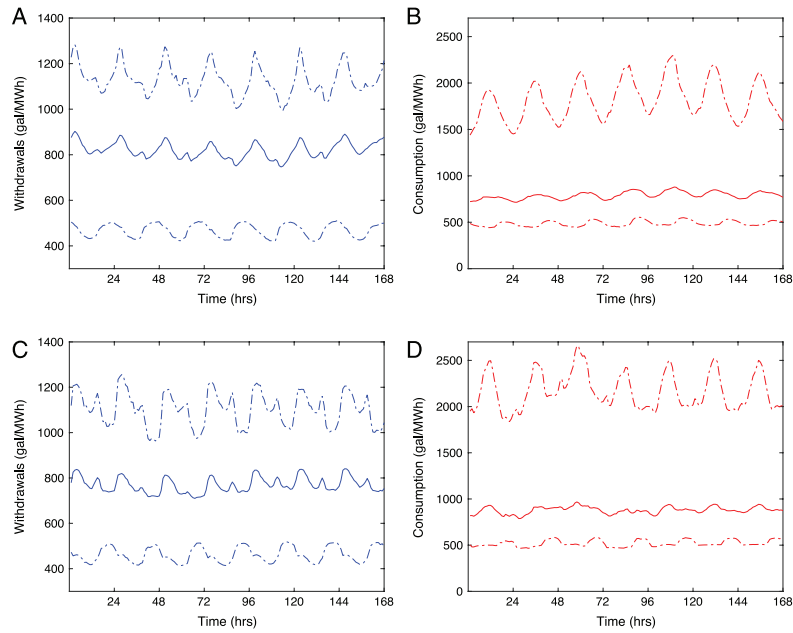 A
B
1400
1200
1000
800
600
400
Withdrawals (gal/MWh)
24 48 72 96 120 144 168
Time (hrs)
2500
2000
1500
1000
500
0
Consumption (gal/MWh)
0 24 48 72 96 120 144 168
Time (hrs)
C
D
1400
1200
1000
800
600
400
Withdrawals (gal/MWh)
24 48 72 96 120 144 168
Time (hrs)
2500
2000
1500
1000
500
0
Consumption (gal/MWh)
0 24 48 72 96 120 144 168
Time (hrs)